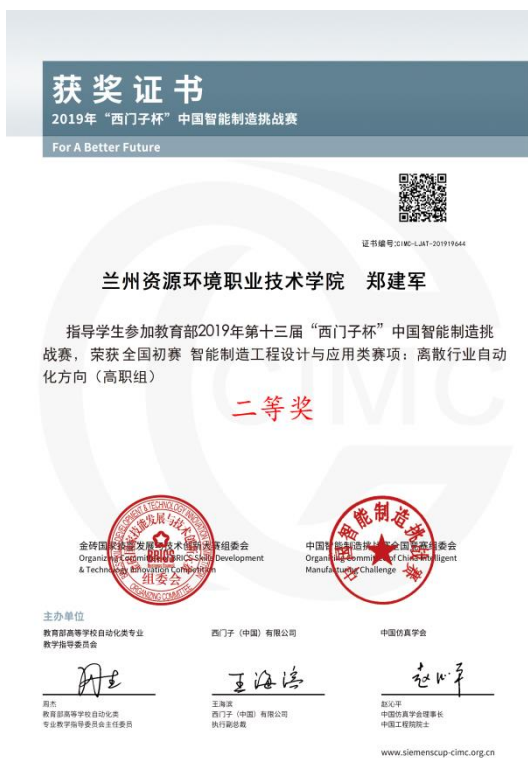 获奖证书
2019年“西门子杯”中国智能制造挑战赛
For A Better Future
证书编号:CIMC-LJAT-201919644
兰州资源环境职业技术学院 郑建军
指导学生参加教育部2019年第十三届“西门子杯”中国智能制造挑
战赛，荣获全国初赛 智能制造工程设计与应用类赛项：离散行业自动
化方向（高职组）
二等奖
CIMC
金砖国家技能发展与技术创新大赛组委会
Organizing Committee of BRICS Skills Development
& Technology Innovation Competition
组委会
中国智能制造挑战赛全国竞赛组委会
Organizing Committee of China Intelligent
Manufacturing Challenge
主办单位
教育部高等学校自动化类专业
教学指导委员会
西门子（中国）有限公司
中国仿真学会
周杰
教育部高等学校自动化类
专业教学指导委员会主任委员
王海滨
西门子（中国）有限公司
执行副总裁
赵沁平
中国仿真学会理事长
中国工程院院士
www.siemenscup-cimc.org.cn